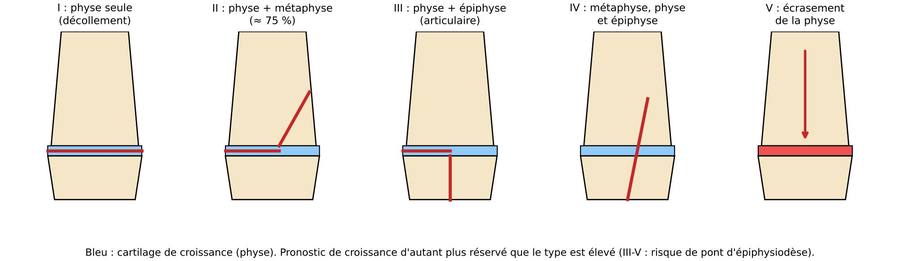 I : physe seule
(décollement)
II : physe + métaphyse
(≈ 75 %)
III : physe + épiphyse
(articulaire)
IV : métaphyse, physe
et épiphyse
V : écrasement
de la physe
Bleu : cartilage de croissance (physe). Pronostic de croissance d'autant plus réservé que le type est élevé (III-V : risque de pont d'épiphysiodèse).